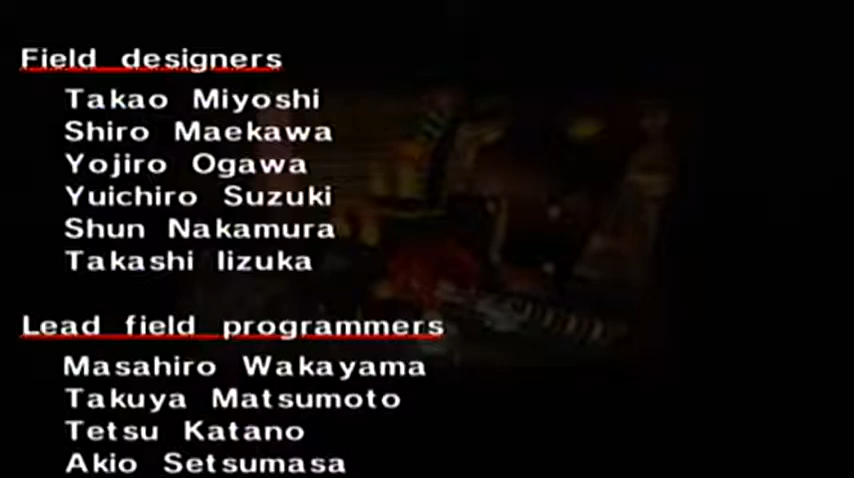 Field designers
Takao Miyoshi
Shiro Maekawa
Yojiro Ogawa
Yuichiro Suzuki
Shun Nakamura
Takashi Iizuka
Lead field programmers
Masahiro Wakayama
Takuya Matsumoto
Tetsu Katano
Akio Setsumasa